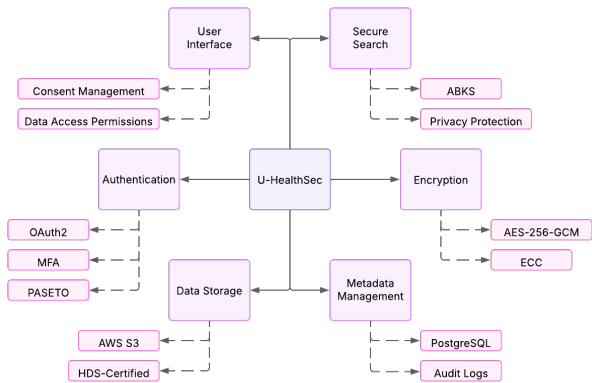 User
Interface
Secure
Search
Consent Management
ABKS
Data Access Permissions
Privacy Protection
Authentication
U-HealthSec
Encryption
OAuth2
AES-256-GCM
MFA
ECC
PASETO
Data Storage
Metadata
Management
AWS S3
PostgreSQL
HDS-Certified
Audit Logs